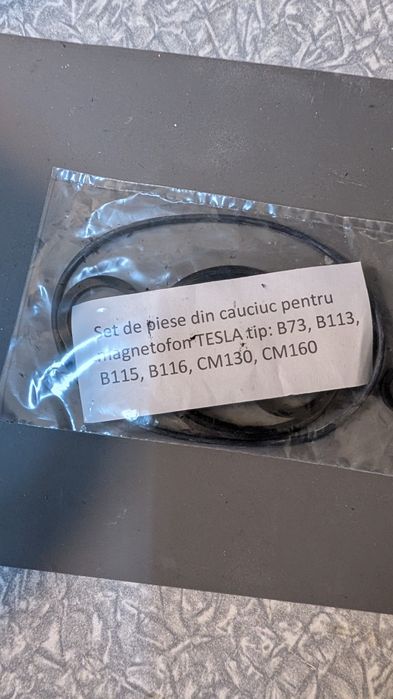 Set de piese din cauciuc pentru
magnetofon TESLA tip: B73, B113,
B115, B116, CM130, CM160